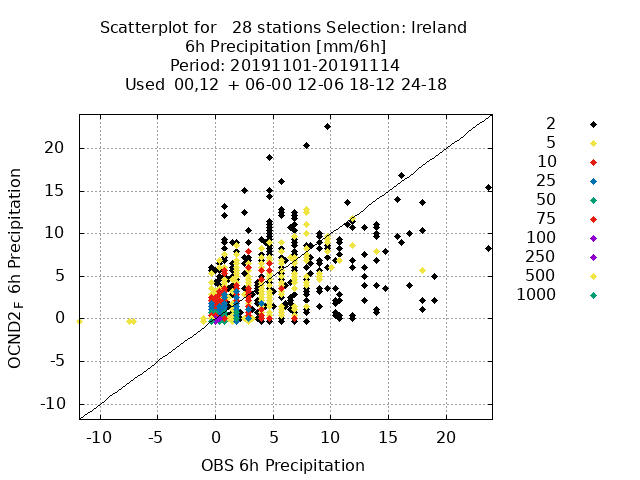 Scatterplot for   28 stations Selection: Ireland
6h Precipitation [mm/6h]
Period: 20191101-20191114
Used  00,12  + 06-00 12-06 18-12 24-18
OCND2F  6h Precipitation
20
15
10
5
0
-5
-10
-10 -5 0 5 10 15 20
OBS 6h Precipitation
2
5
10
25
50
75
100
250
500
1000